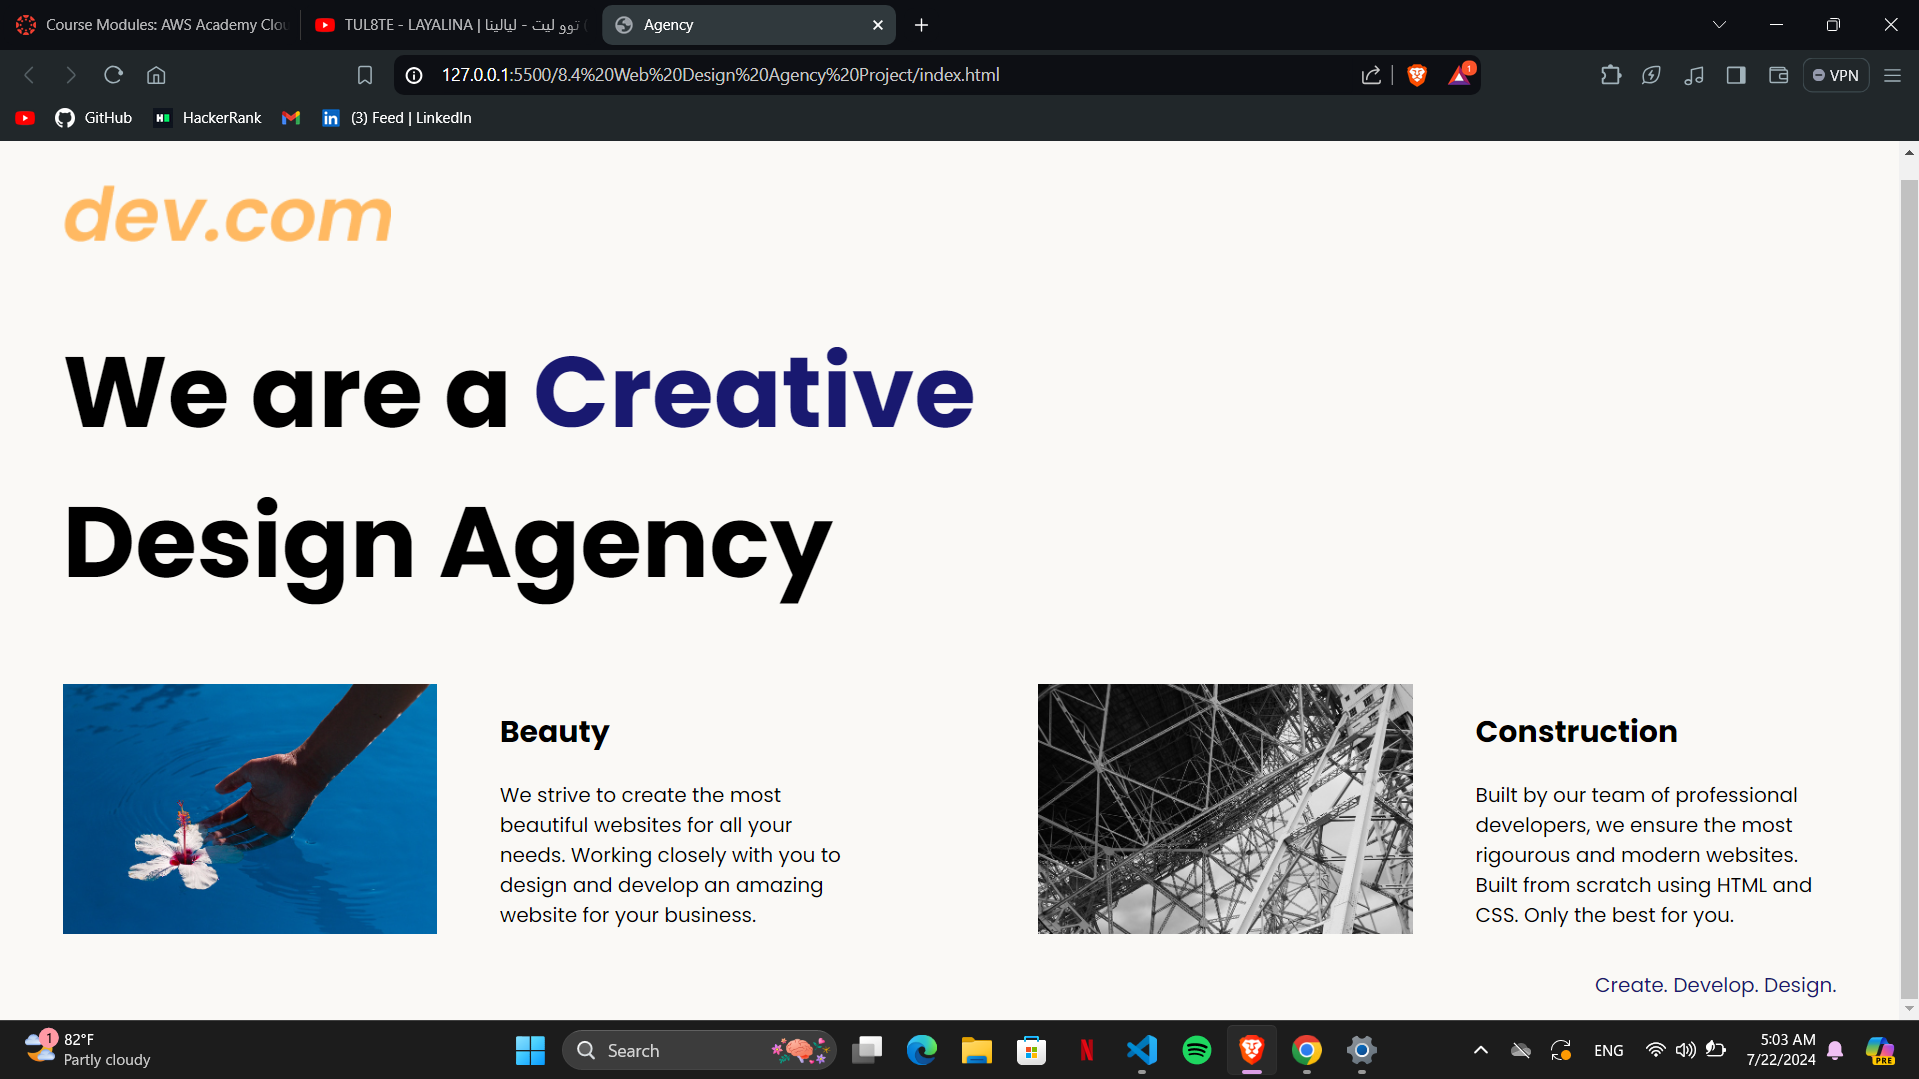 Course Modules: AWS Academy Clou
TUL8TE - LAYALINA | توو ليت - ليالينا (
Agency
127.0.0.1:5500/8.4%20Web%20Design%20Agency%20Project/index.html
1
VPN
GitHub
HackerRank
(3) Feed | LinkedIn
dev.com
We are a Creative
Design Agency
Beauty
We strive to create the most
beautiful websites for all your
needs. Working closely with you to
design and develop an amazing
website for your business.
Construction
Built by our team of professional
developers, we ensure the most
rigourous and modern websites.
Built from scratch using HTML and
CSS. Only the best for you.
Create. Develop. Design.
1
82°F
Partly cloudy
Search
ENG
5:03 AM
7/22/2024
PRE